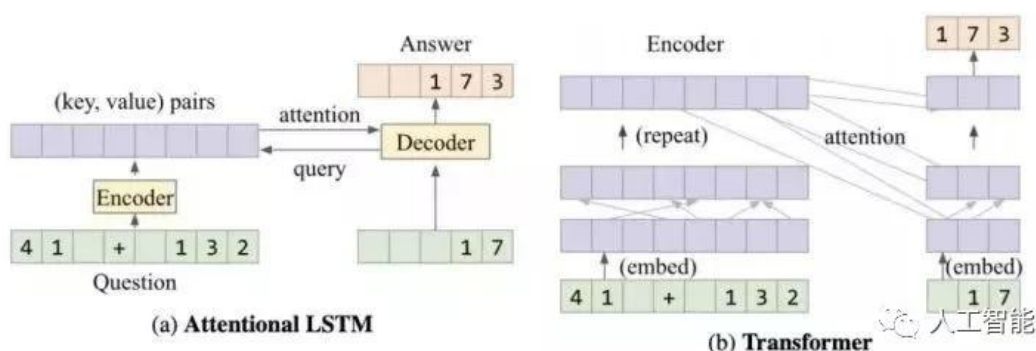 Answer
1 7 3
(key, value) pairs
attention
Decoder
query
Encoder
4 1 + 1 3 2
1 7
Question
(a) Attentional LSTM
Encoder
1 7 3
(repeat)
attention
(embed)
(embed)
4 1 + 1 3 2
1 7
(b) Transformer
人工智能